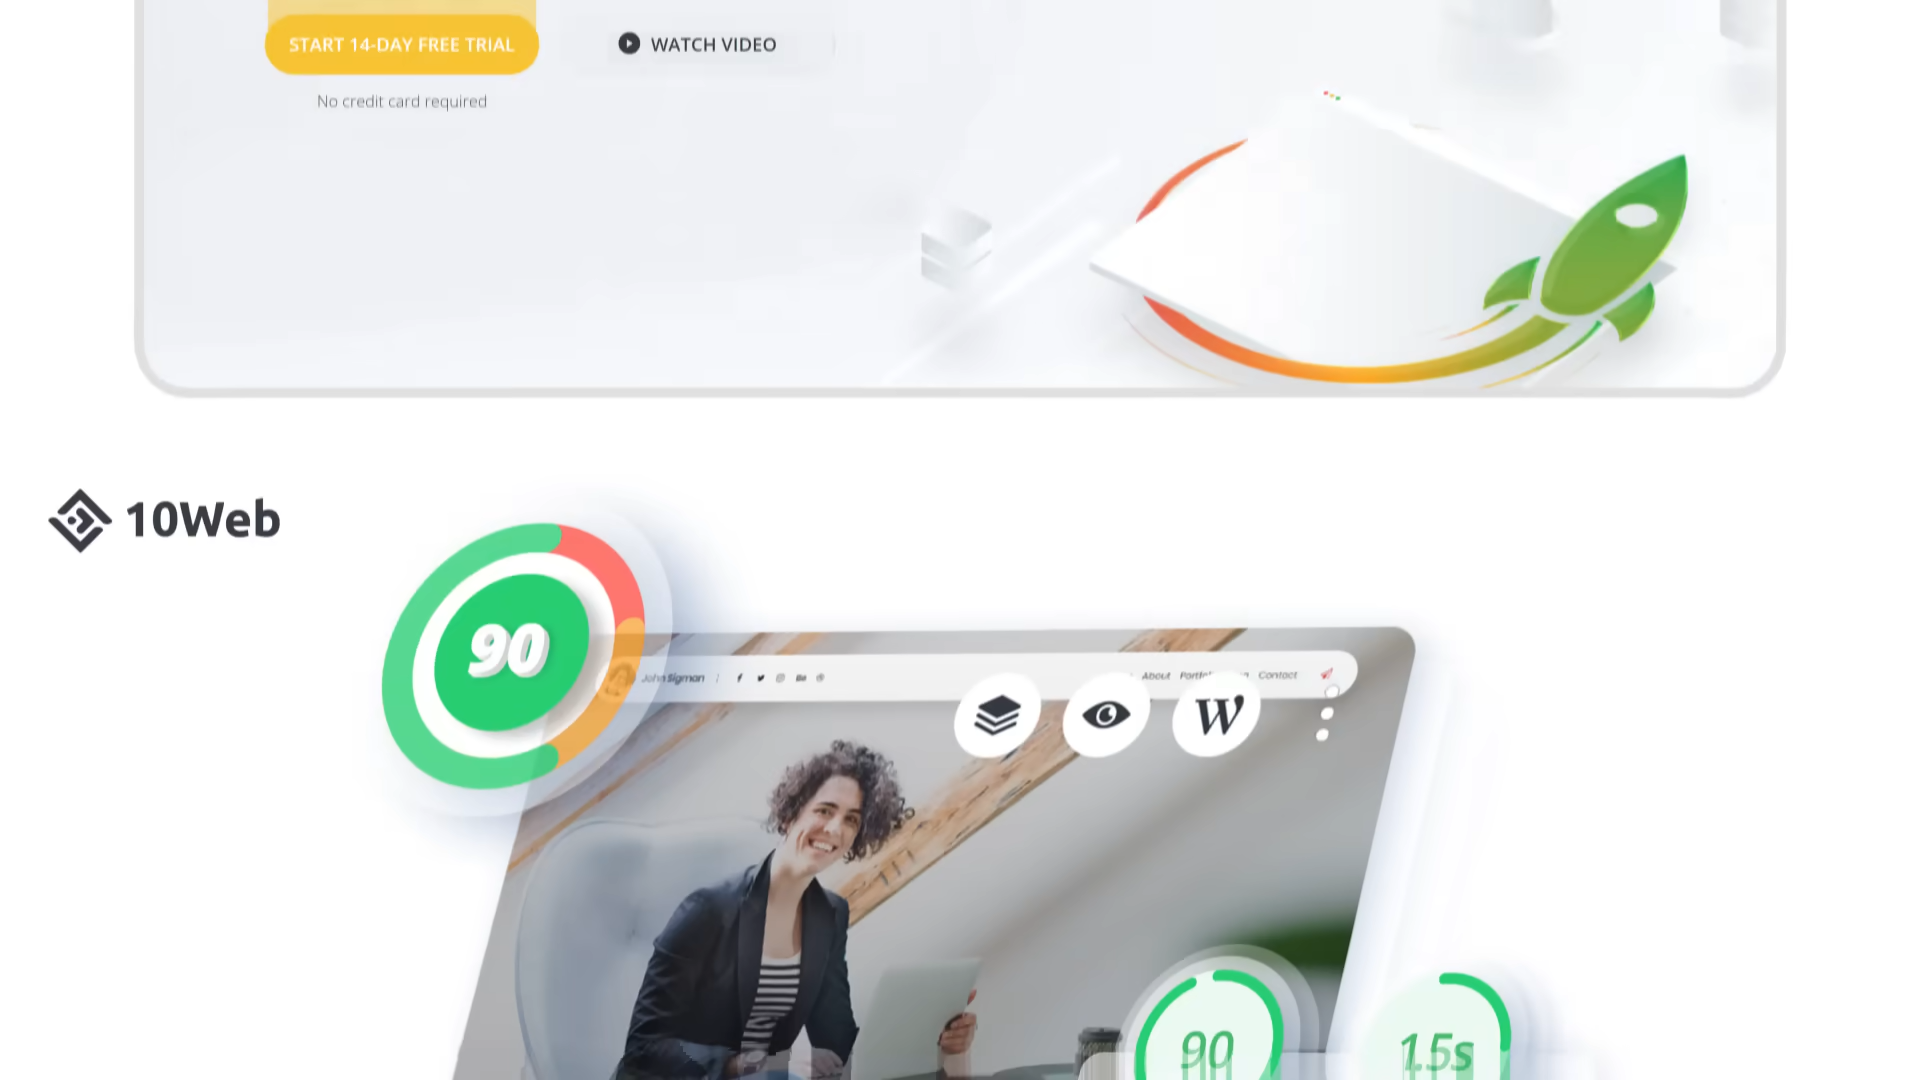 START 14-DAY FREE TRIAL
WATCH VIDEO
No credit card required
10Web
90
John Sigman
About
Contact
W
90
1.5s